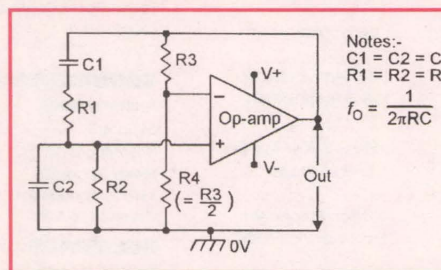 C1
R3
Notes:-
C1 = C2 = C
R1 = R2 = R
V+
R1
−
Op-amp
fO = 1
2πRC
+
V-
C2
R2
R4
(= R3
2)
Out
0V